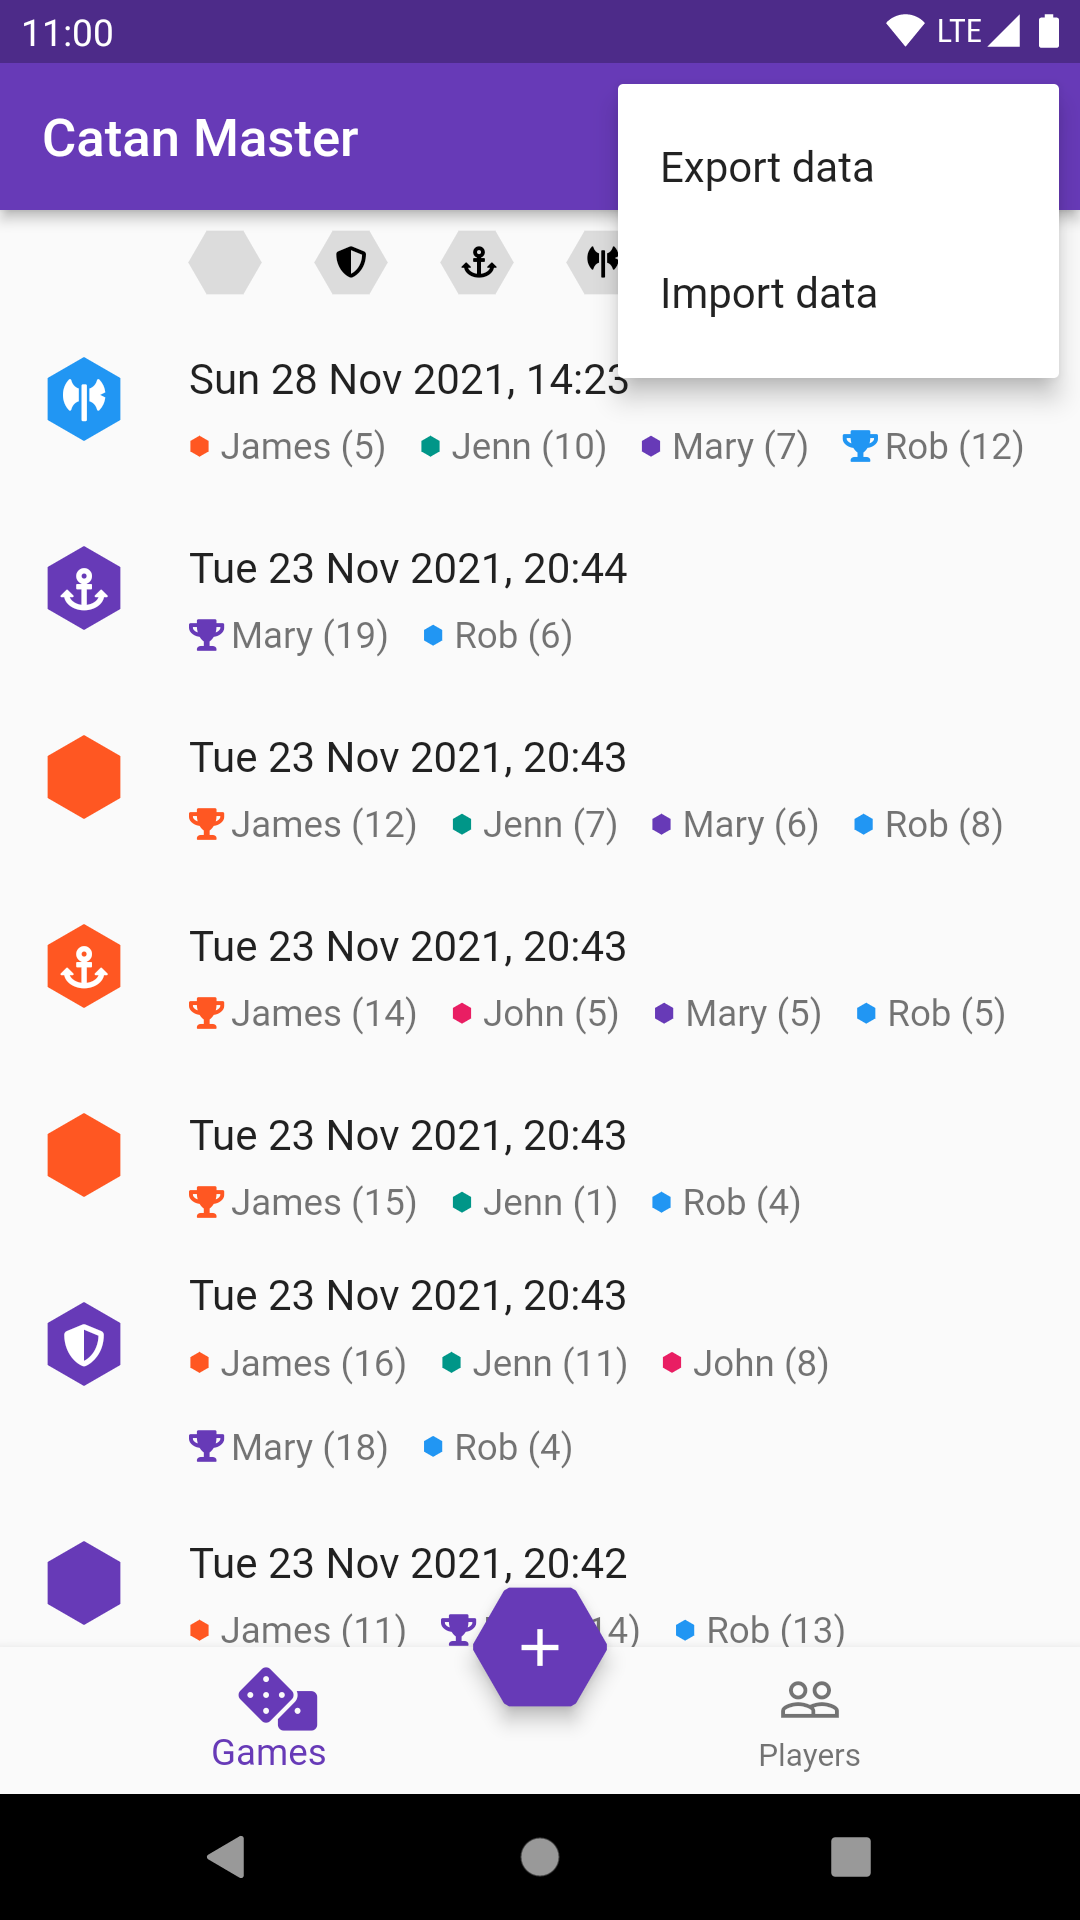 11:00 LTE
Catan Master
Export data
Import data
Sun 28 Nov 2021, 14:23
James (5) Jenn (10) Mary (7) Rob (12)
Tue 23 Nov 2021, 20:44
Mary (19) Rob (6)
Tue 23 Nov 2021, 20:43
James (12) Jenn (7) Mary (6) Rob (8)
Tue 23 Nov 2021, 20:43
James (14) John (5) Mary (5) Rob (5)
Tue 23 Nov 2021, 20:43
James (15) Jenn (1) Rob (4)
Tue 23 Nov 2021, 20:43
James (16) Jenn (11) John (8)
Mary (18) Rob (4)
Tue 23 Nov 2021, 20:42
James (11) 14) Rob (13)
Games
Players